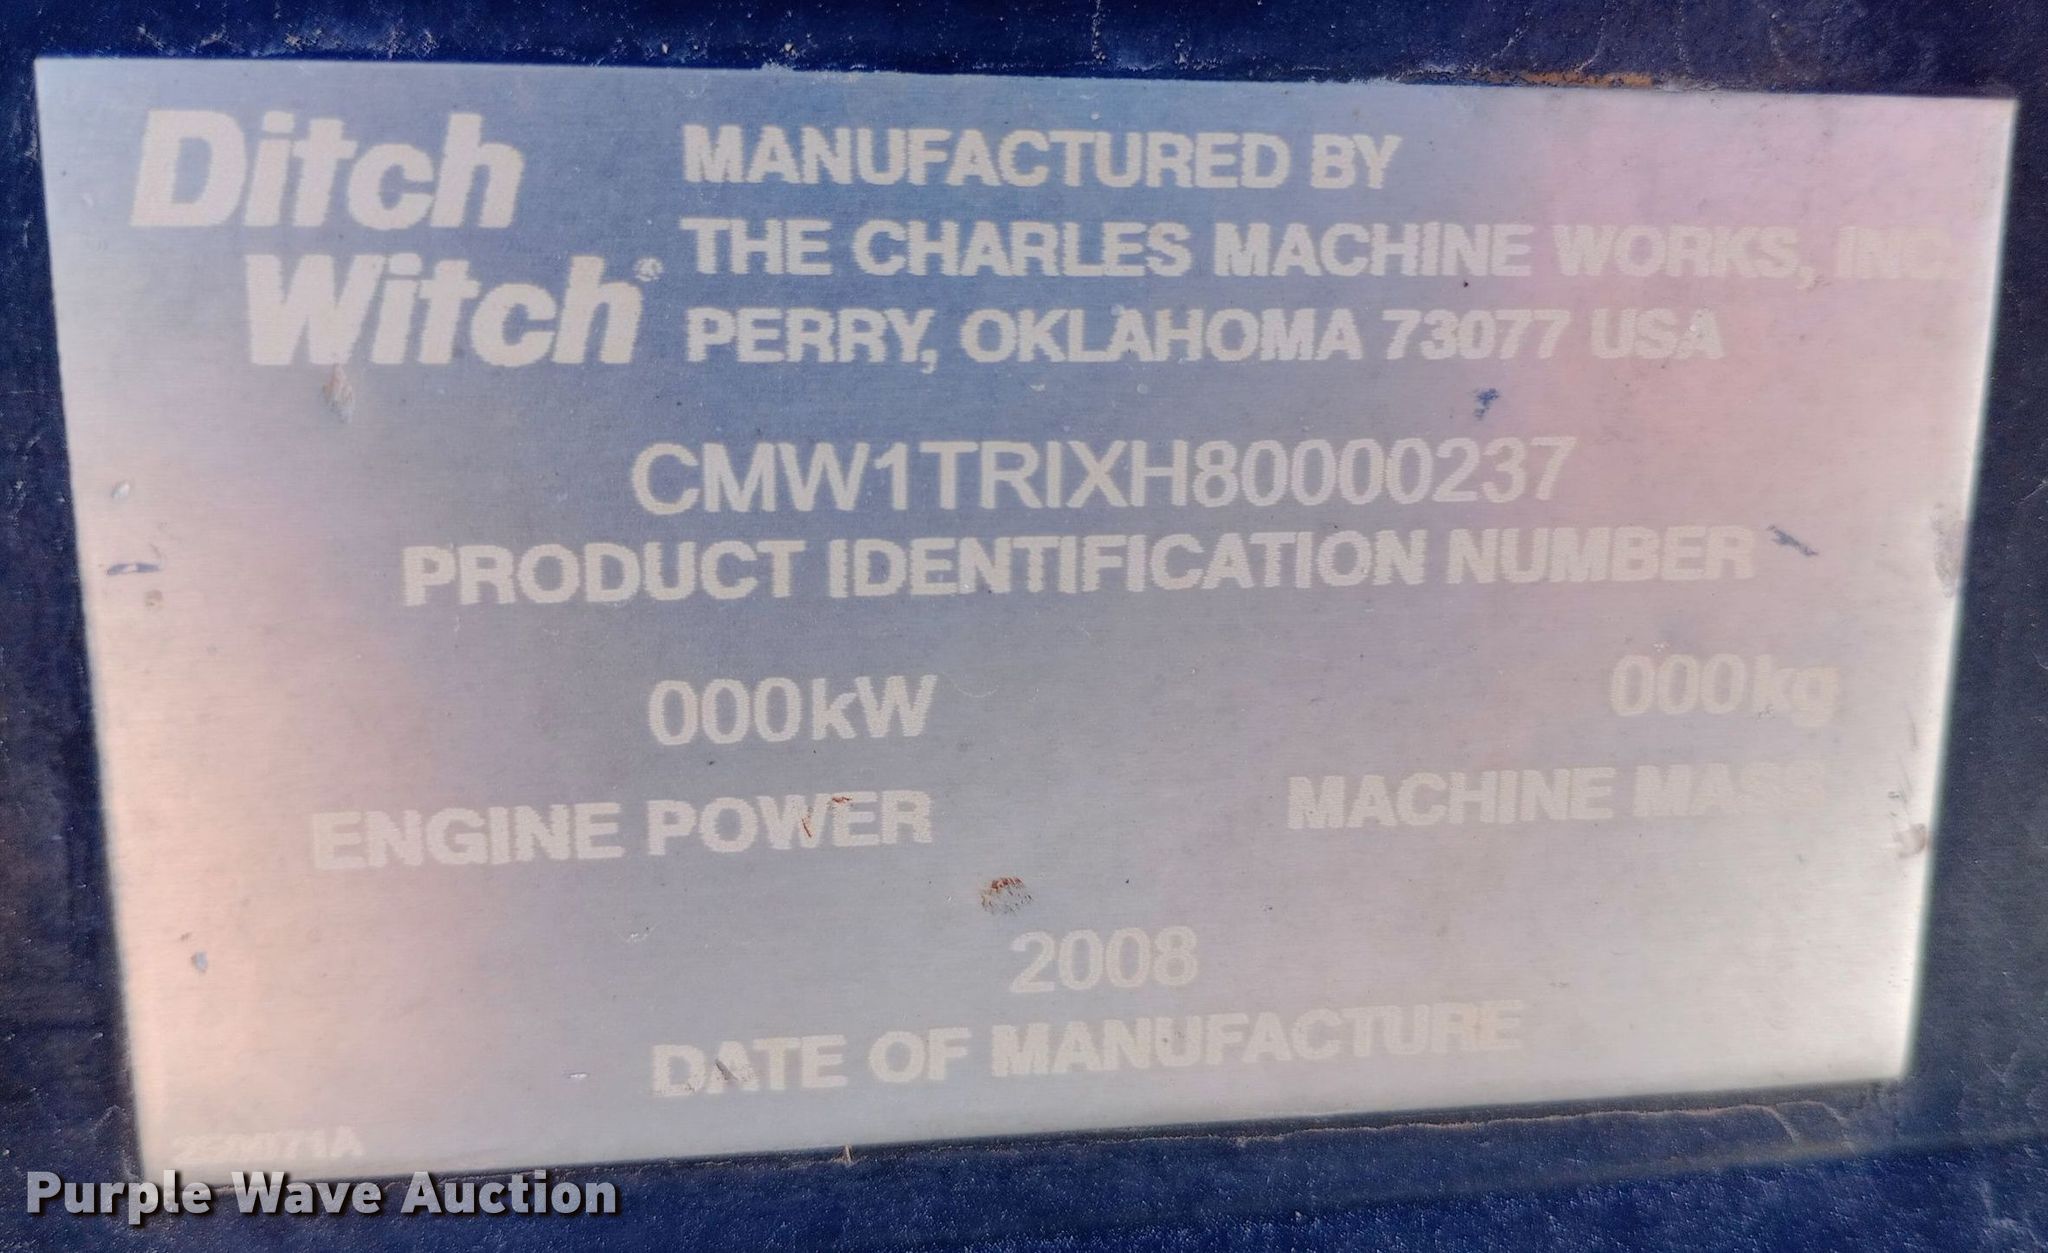 Ditch
Witch®
MANUFACTURED BY
THE CHARLES MACHINE WORKS, INC.
PERRY, OKLAHOMA 73077 USA
CMW1TRIXH80000237
PRODUCT IDENTIFICATION NUMBER
000kW
000kg
ENGINE POWER
MACHINE MASS
2008
DATE OF MANUFACTURE
Purple Wave Auction